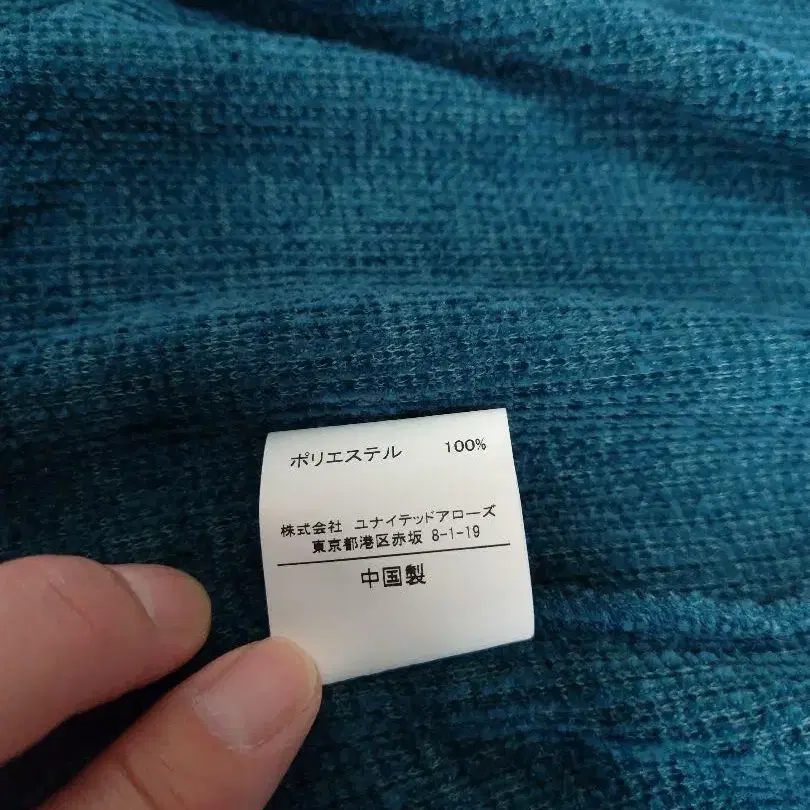 ポリエステル 100%
株式会社 ユナイテッドアローズ
東京都港区赤坂 8-1-19
中国製